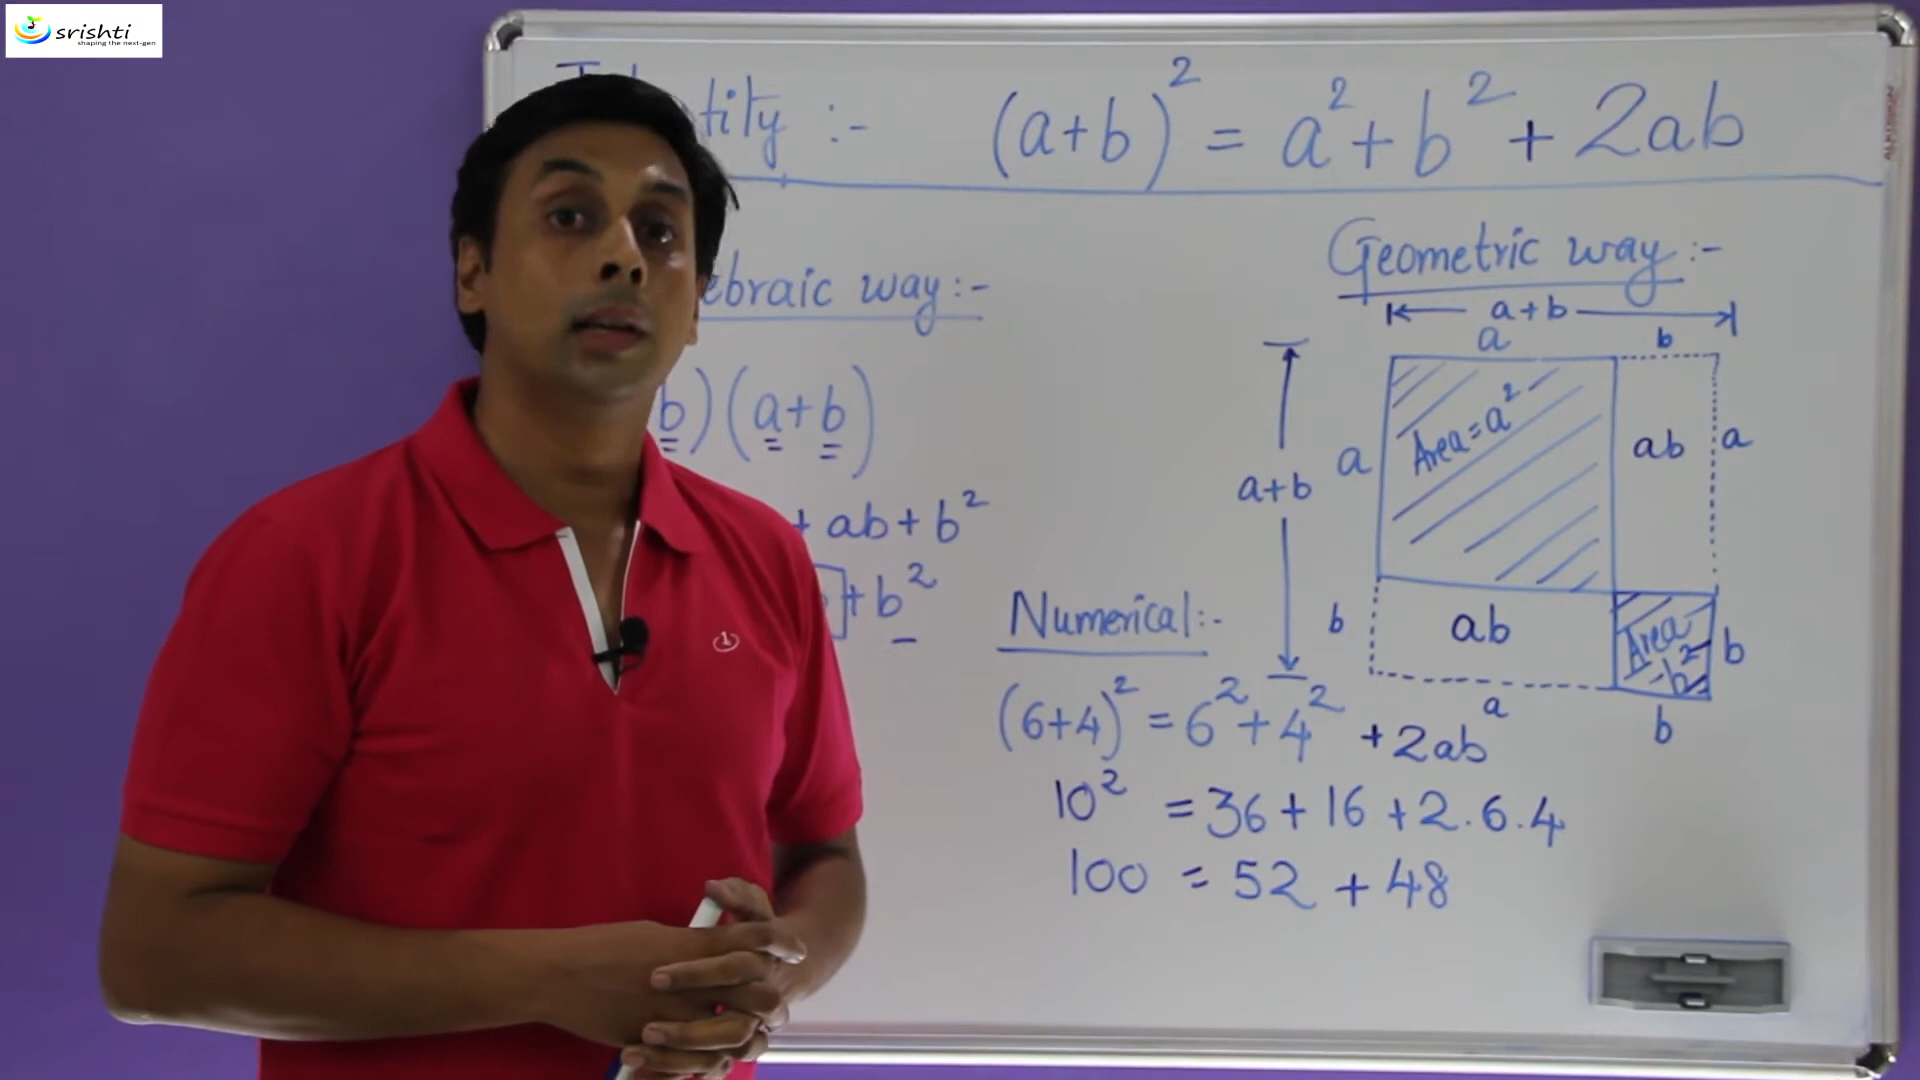 srishti
shaping the next-gen
(a+b)² = a²+b²+2ab
way:-
)(a+b)
+ ab+b²
+b²
Geometric way:-
a+b
a
b
Area=a²
ab
a
a
a+b
b
ab
Area
b²
b
a
b
Numerical:-
(6+4)²=6²+4²+2ab
10² =36+16+2.6.4
100 = 52+48